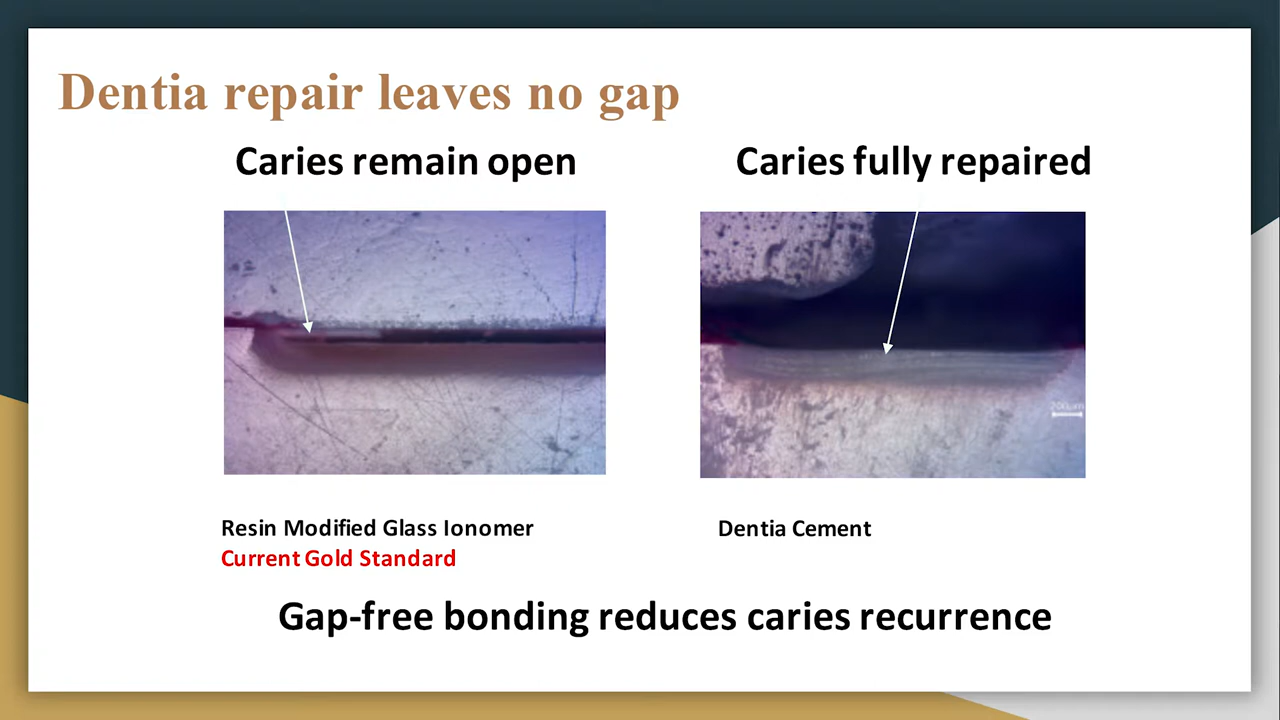 Dentia repair leaves no gap
Caries remain open
Caries fully repaired
200µm
Resin Modified Glass Ionomer
Current Gold Standard
Dentia Cement
Gap-free bonding reduces caries recurrence